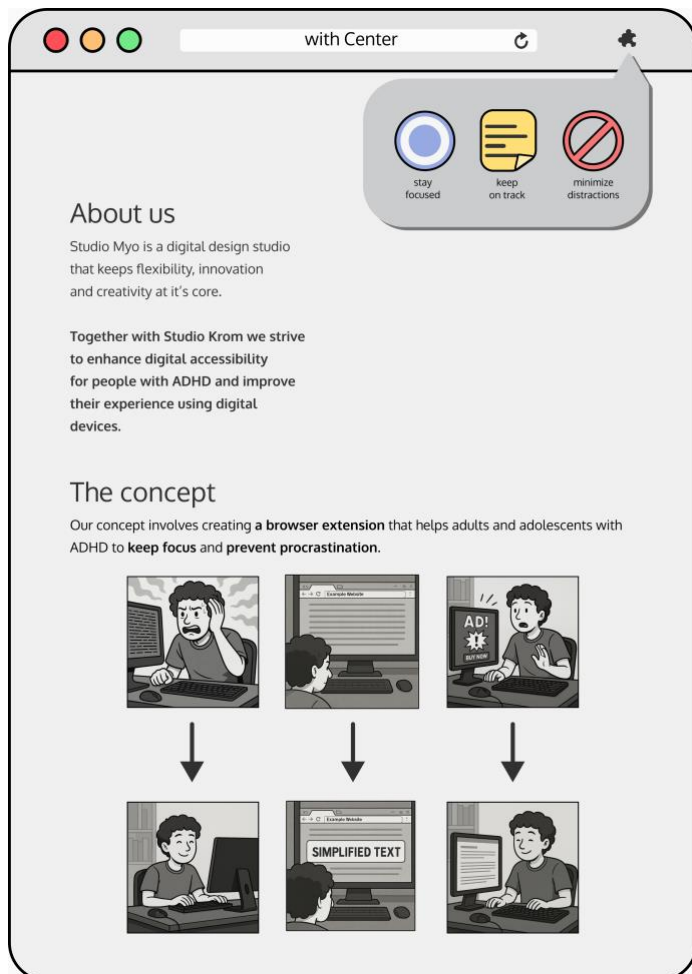 with Center
stay
focused
keep
on track
minimize
distractions
About us
Studio Myo is a digital design studio
that keeps flexibility, innovation
and creativity at it's core.
Together with Studio Krom we strive
to enhance digital accessibility
for people with ADHD and improve
their experience using digital
devices.
The concept
Our concept involves creating a browser extension that helps adults and adolescents with
ADHD to keep focus and prevent procrastination.
Example Website
AD!
!
BUY NOW!
Example Website
SIMPLIFIED TEXT